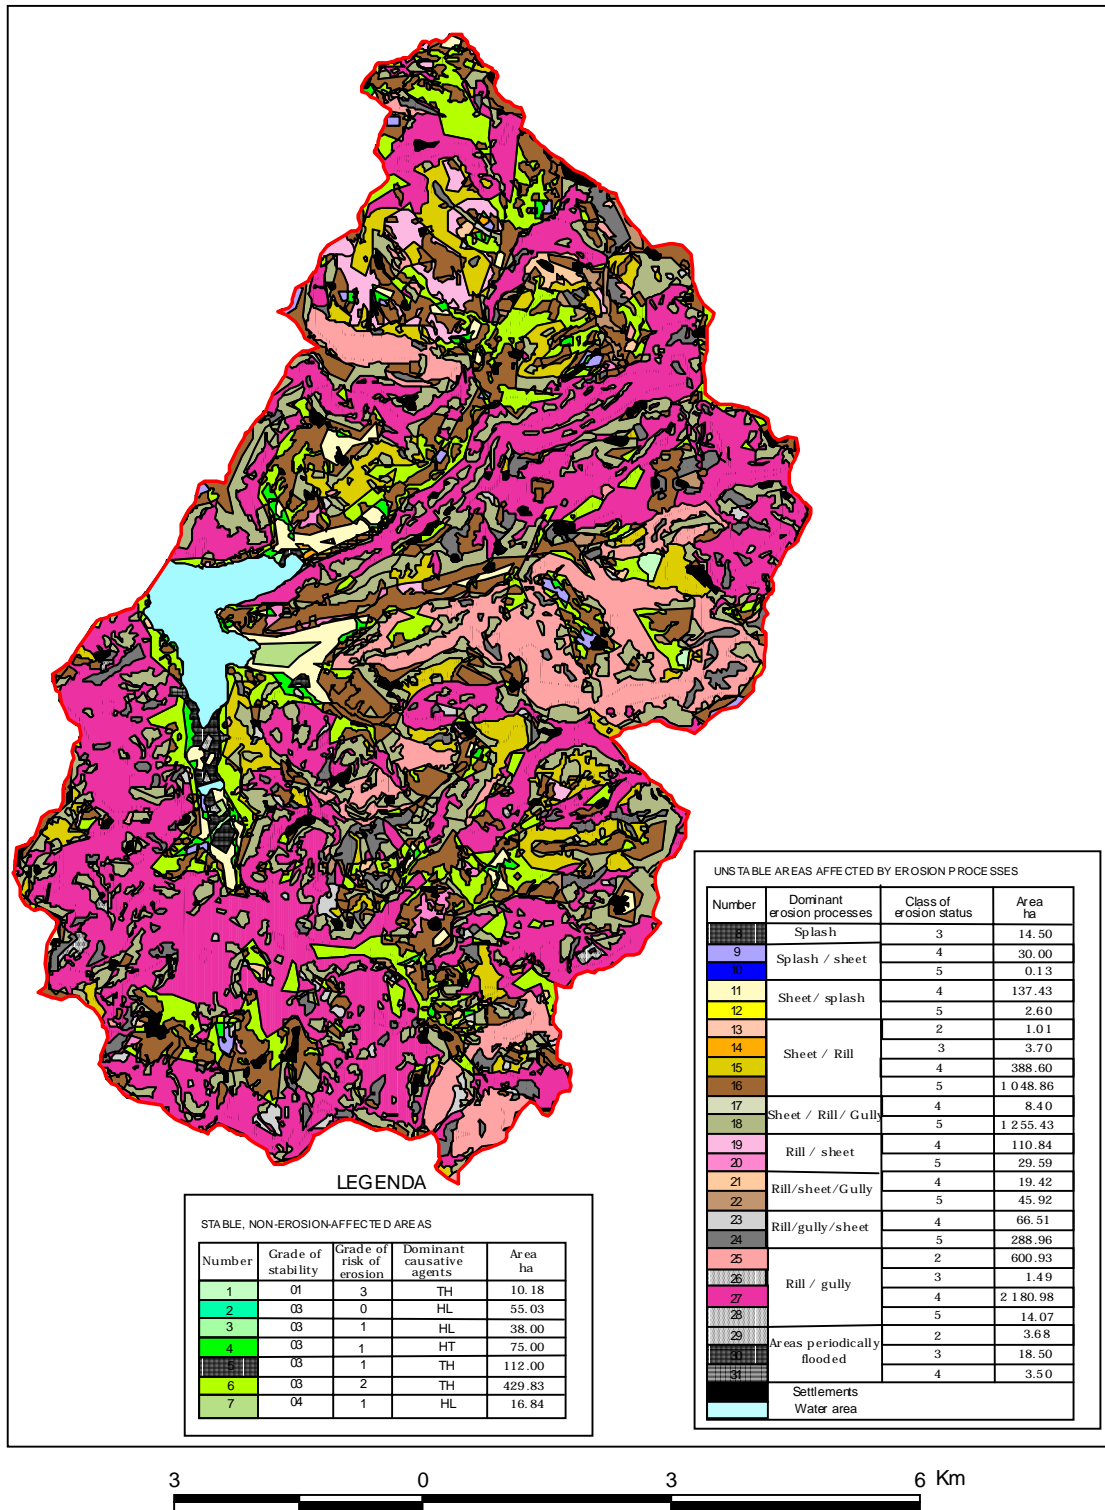 UNSTABLE AREAS AFFECTED BY EROSION PROCESSES
Number Dominant erosion processes Class of erosion status Area ha
8 Splash 3 14.50
9 Splash / sheet 4 30.00
10 5 0.13
11 Sheet / splash 4 137.43
12 5 2.60
13 Sheet / Rill 2 1.01
14 3 3.70
15 4 388.60
16 5 1 048.86
17 Sheet / Rill / Gully 4 8.40
18 5 1 255.43
19 Rill / sheet 4 110.84
20 5 29.59
21 Rill/sheet/Gully 4 19.42
22 5 45.92
23 Rill/gully/sheet 4 66.51
24 5 288.96
25 Rill / gully 2 600.93
26 3 1.49
27 4 2 180.98
28 5 14.07
29 Areas periodically flooded 2 3.68
30 3 18.50
31 4 3.50
Settlements
Water area
LEGENDA
STABLE, NON-EROSION-AFFECTED AREAS
Number Grade of stability Grade of risk of erosion Dominant causative agents Area ha
1 01 3 TH 10.18
2 03 0 HL 55.03
3 03 1 HL 38.00
4 03 1 HT 75.00
5 03 1 TH 112.00
6 03 2 TH 429.83
7 04 1 HL 16.84
3 0 3 6 Km